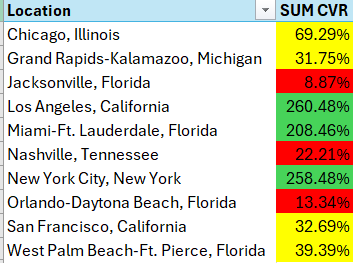 Location SUM CVR
Chicago, Illinois 69.29%
Grand Rapids-Kalamazoo, Michigan 31.75%
Jacksonville, Florida 8.87%
Los Angeles, California 260.48%
Miami-Ft. Lauderdale, Florida 208.46%
Nashville, Tennessee 22.21%
New York City, New York 258.48%
Orlando-Daytona Beach, Florida 13.34%
San Francisco, California 32.69%
West Palm Beach-Ft. Pierce, Florida 39.39%